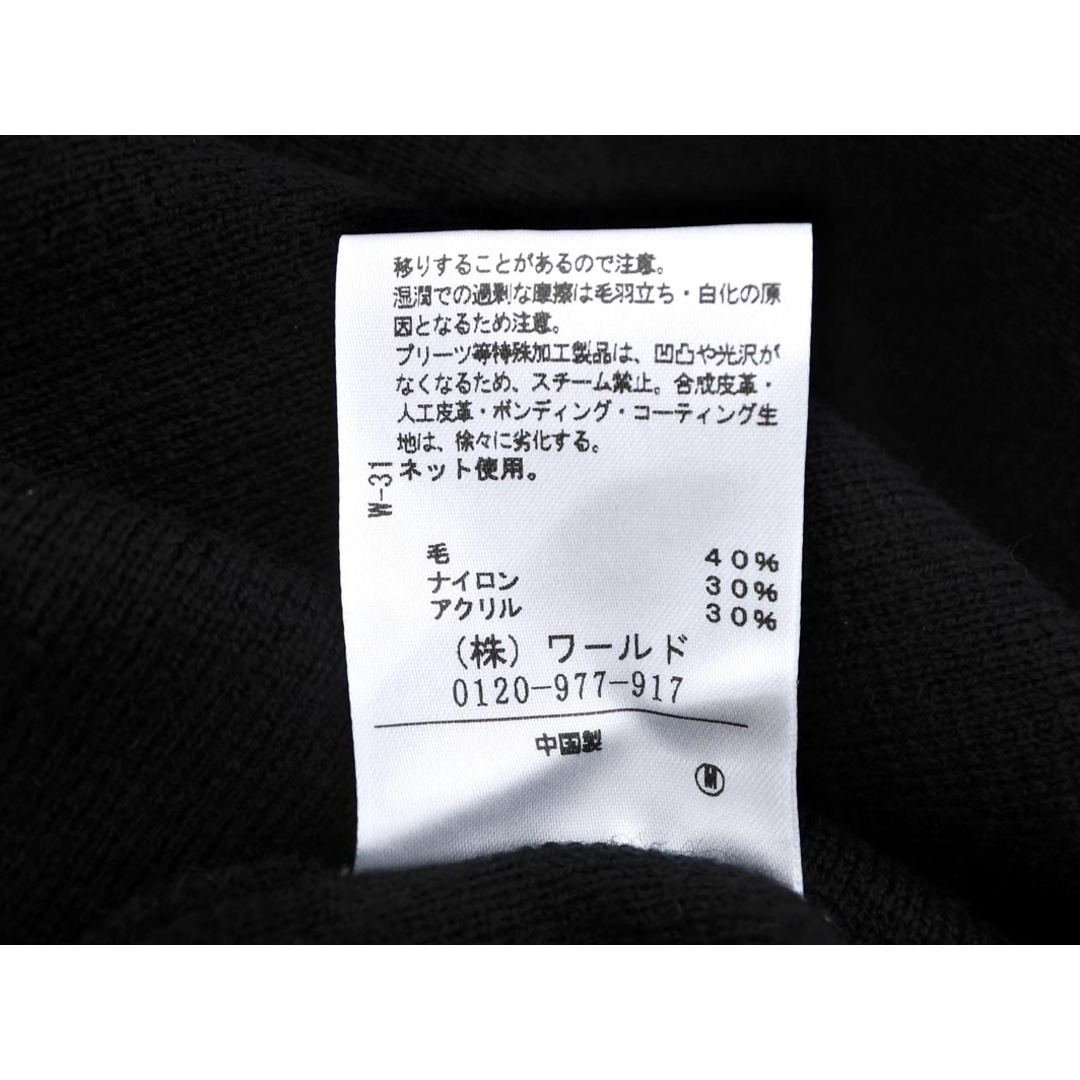 移りすることがあるので注意。
湿潤での過剰な摩擦は毛羽立ち・白化の原
因となるため注意。
プリーツ等特殊加工製品は、凹凸や光沢が
なくなるため、スチーム禁止。合成皮革・
人工皮革・ボンディング・コーティング生
地は、徐々に劣化する。
ネット使用。
W-31
毛 40%
ナイロン 30%
アクリル 30%
(株) ワールド
0120-977-917
中国製
M